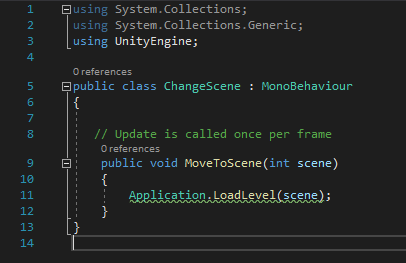 1 using System.Collections;
2 using System.Collections.Generic;
3 using UnityEngine;
4
0 references
5 public class ChangeScene : MonoBehaviour
6 {
7
8 // Update is called once per frame
0 references
9 public void MoveToScene(int scene)
10 {
11 Application.LoadLevel(scene);
12 }
13 }
14